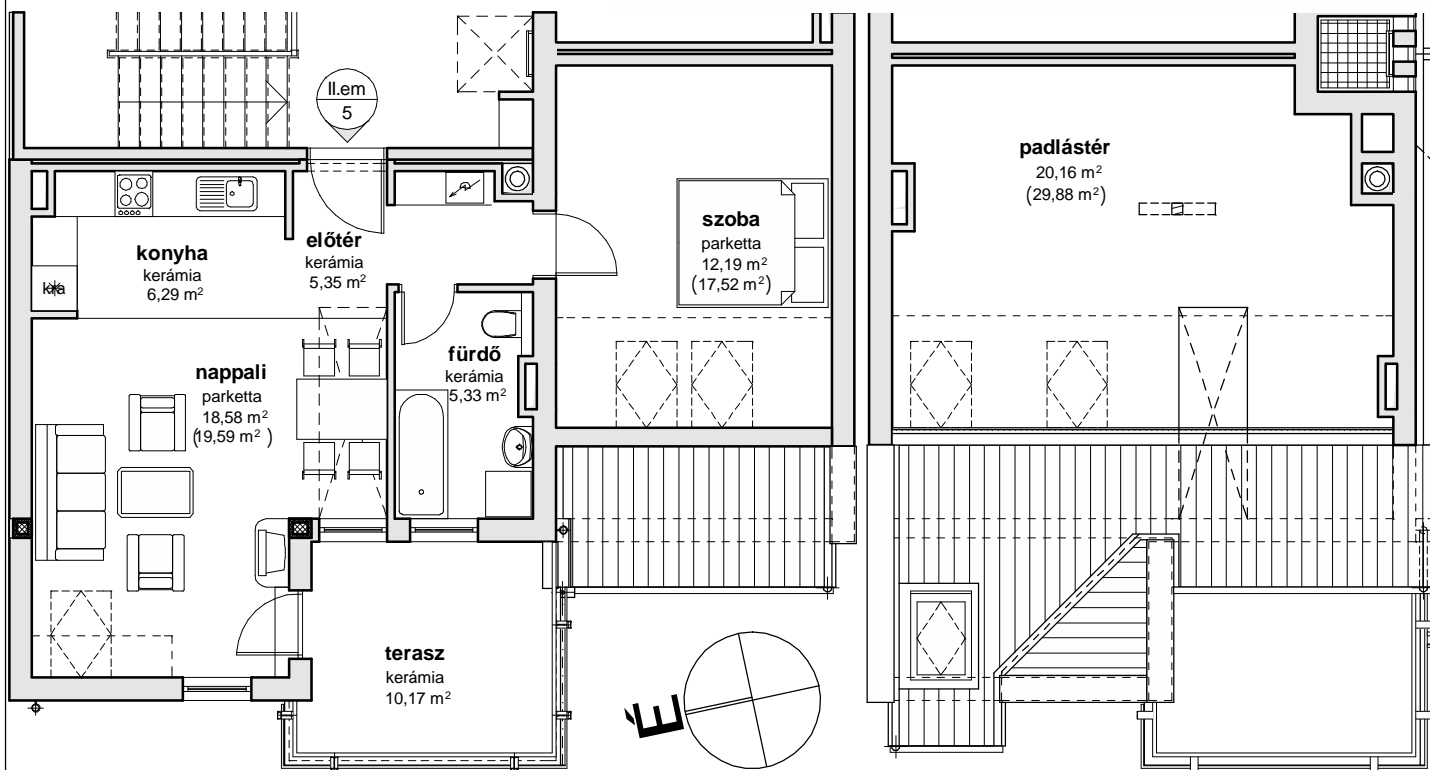 II.em
5
konyha
kerámia
6,29 m²
előtér
kerámia
5,35 m²
szoba
parketta
12,19 m²
(17,52 m²)
padlástér
20,16 m²
(29,88 m²)
nappali
parketta
18,58 m²
(19,59 m²)
fürdő
kerámia
5,33 m²
terasz
kerámia
10,17 m²
É